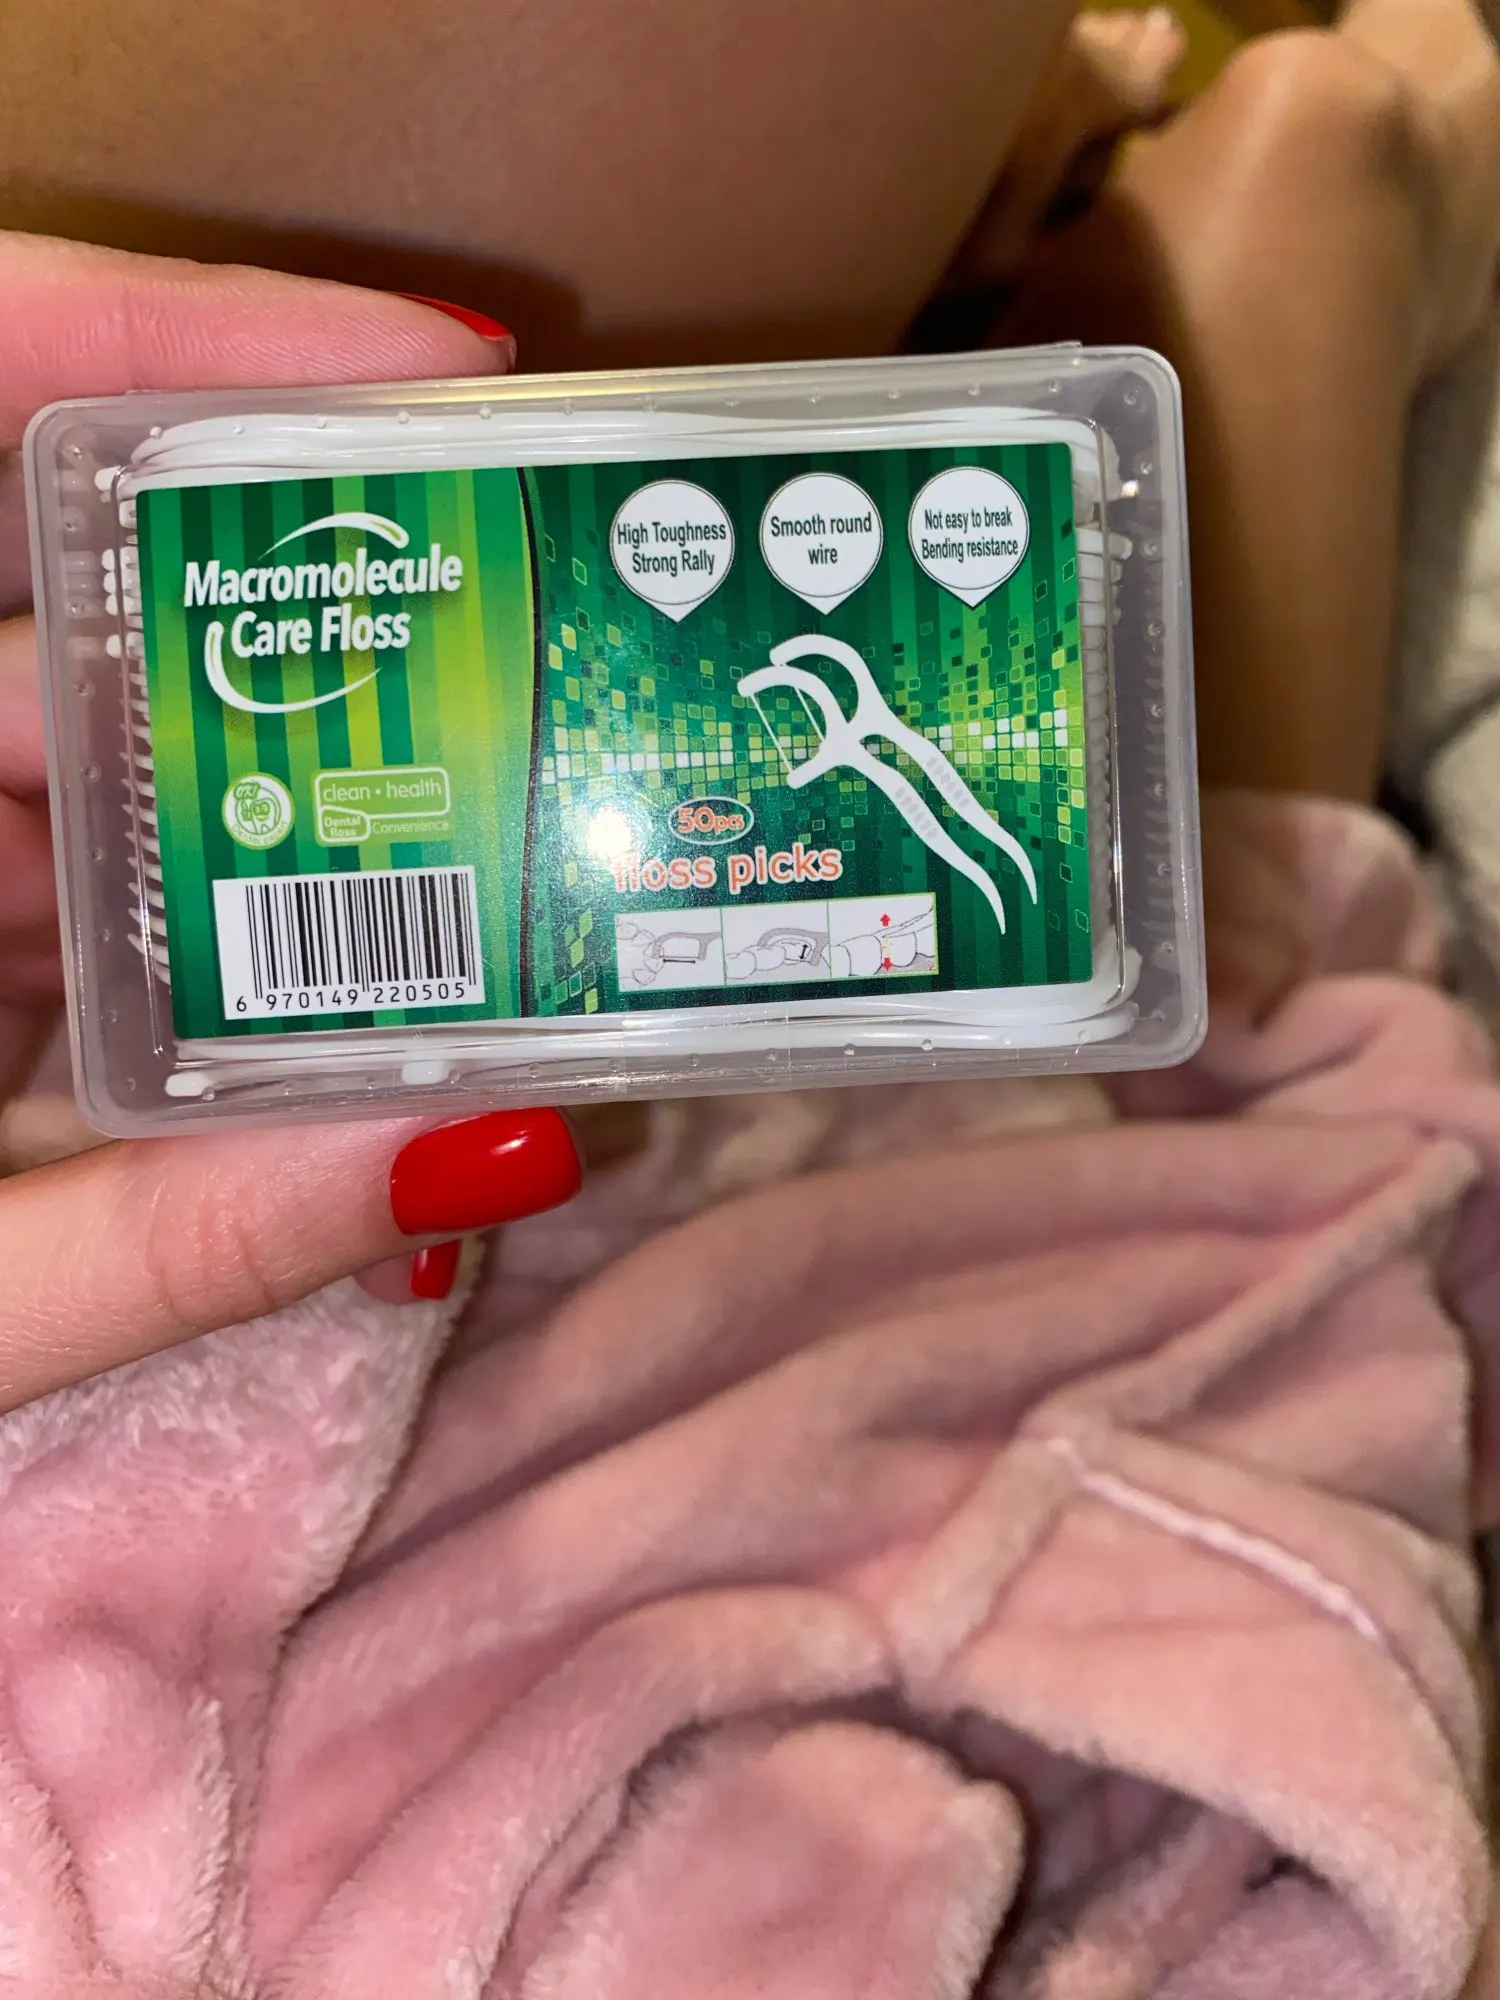 Macromolecule
Care Floss
High Toughness
Strong Rally
Smooth round
wire
Not easy to break
Bending resistance
OK!
clean • health
Dental
floss
Convenience
50pcs
floss picks
6 970149 220505